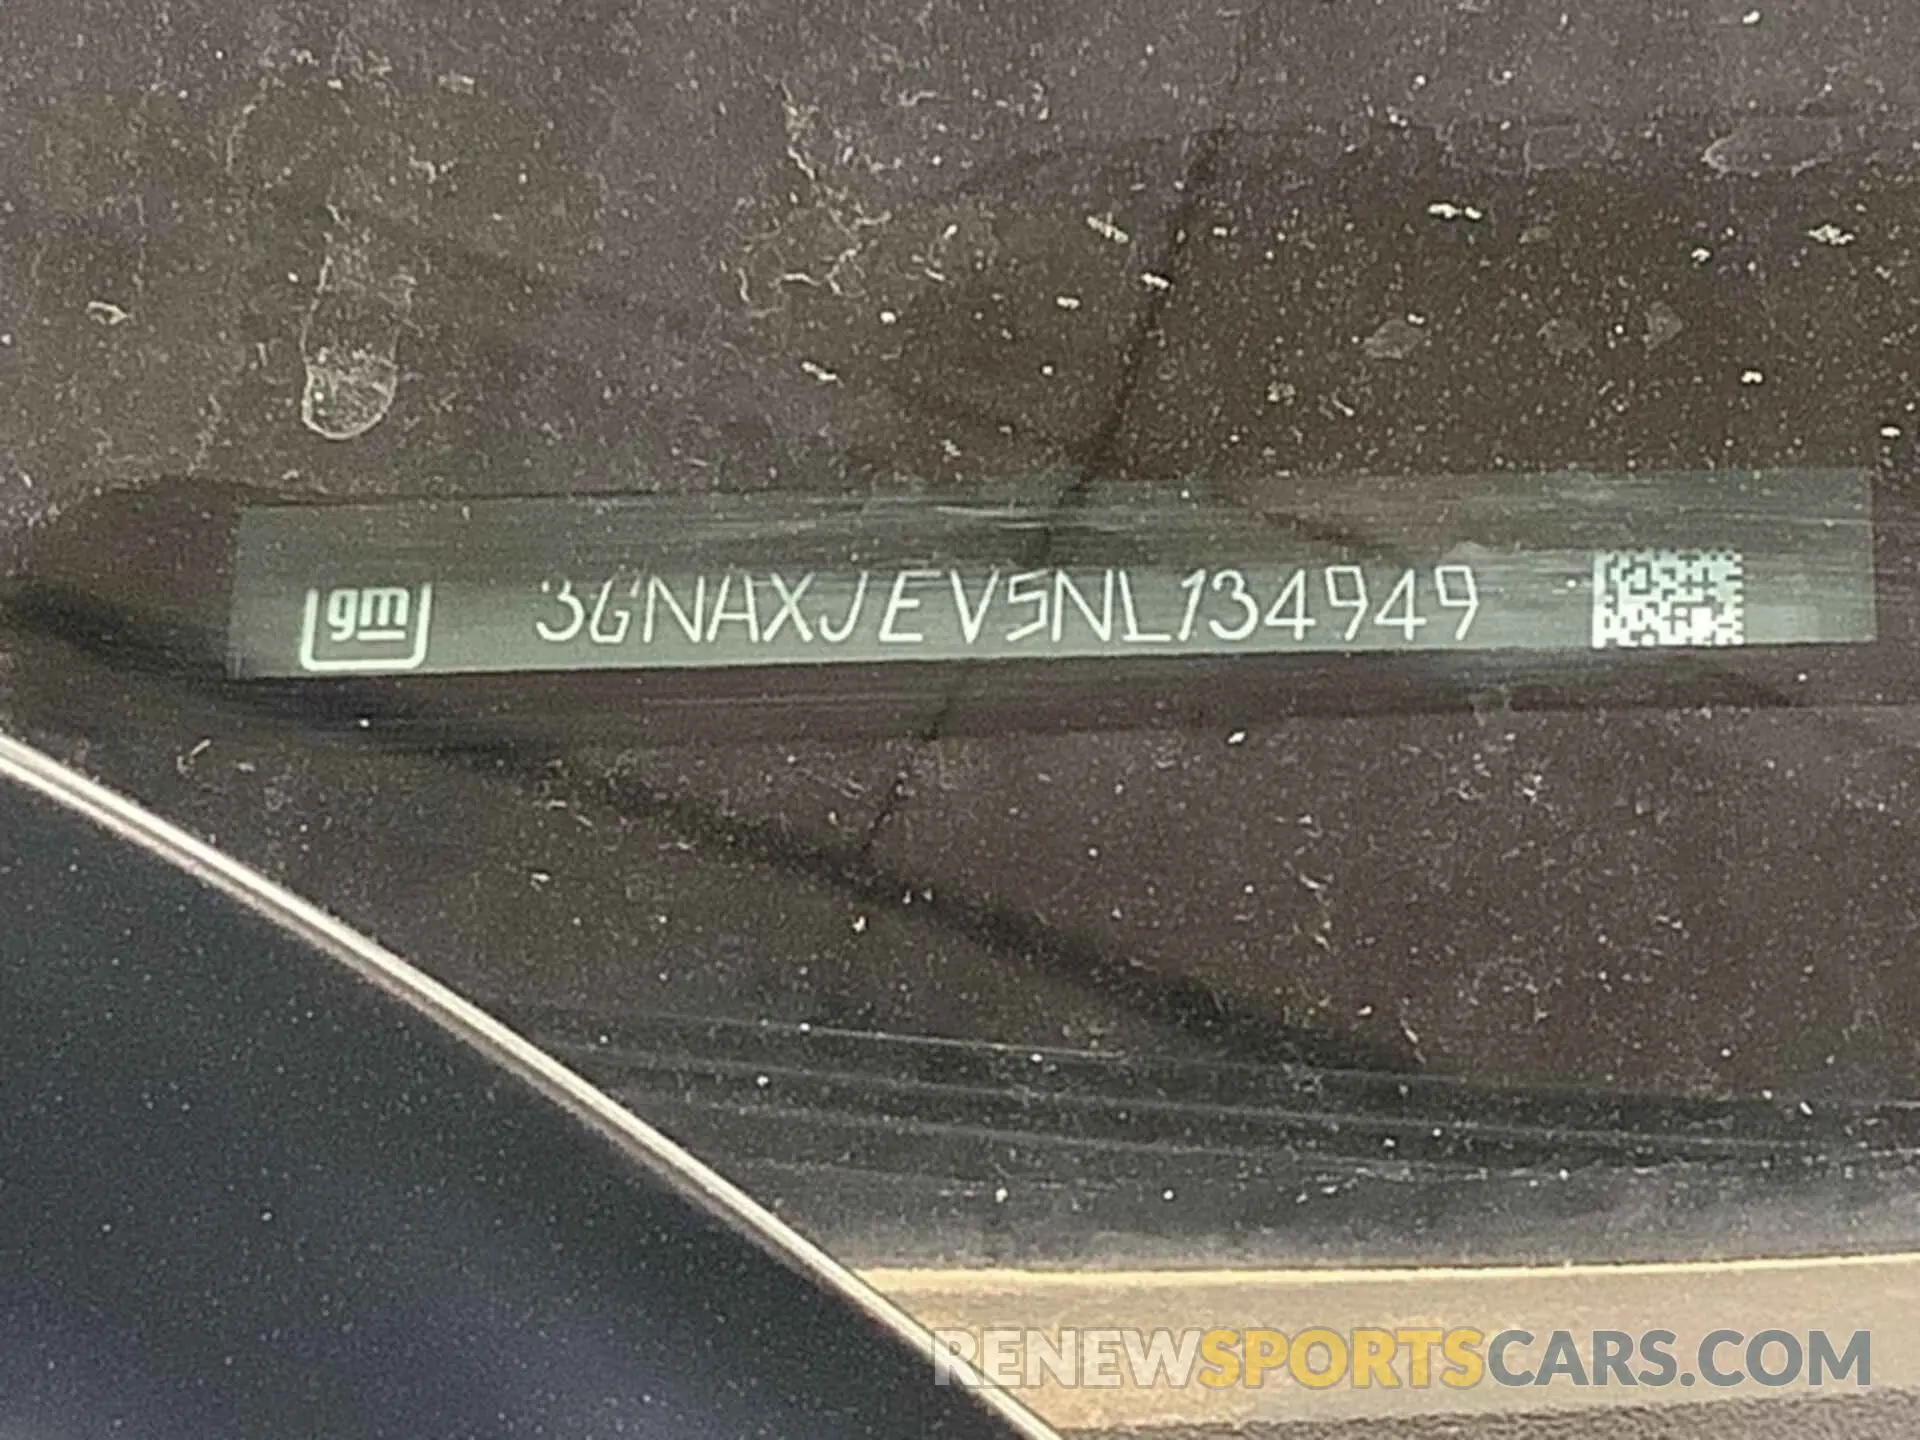 gm 3GNAXJEV5NL134949
RENEWSPORTSCARS.COM